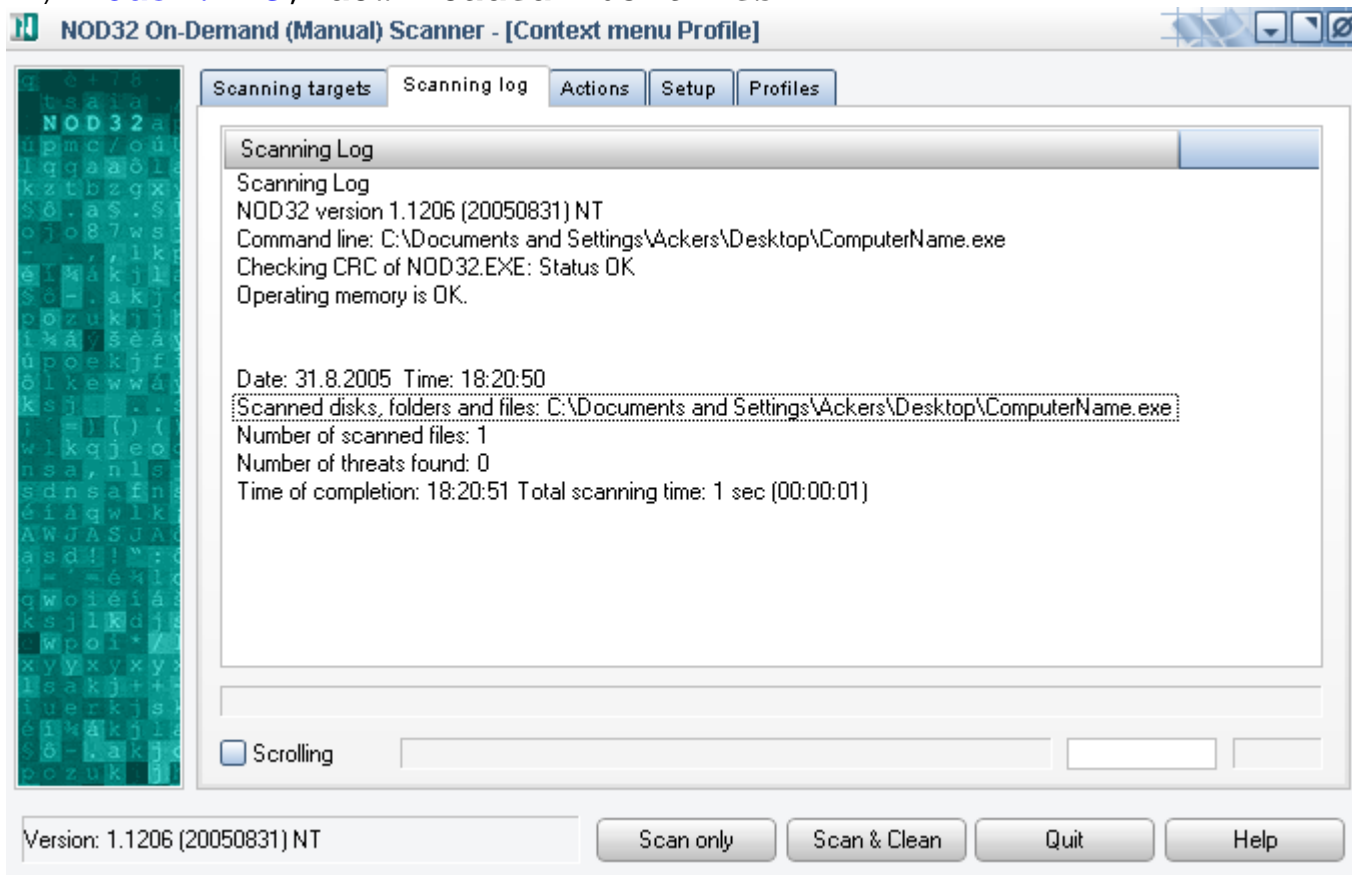 NOD32 On-Demand (Manual) Scanner - [Context menu Profile]
Scanning targets Scanning log Actions Setup Profiles
NOD32
Scanning Log
Scanning Log
NOD32 version 1.1206 (20050831) NT
Command line: C:\Documents and Settings\Ackers\Desktop\ComputerName.exe
Checking CRC of NOD32.EXE: Status OK
Operating memory is OK.
Date: 31.8.2005 Time: 18:20:50
Scanned disks, folders and files: C:\Documents and Settings\Ackers\Desktop\ComputerName.exe
Number of scanned files: 1
Number of threats found: 0
Time of completion: 18:20:51 Total scanning time: 1 sec (00:00:01)
Scrolling
Version: 1.1206 (20050831) NT
Scan only Scan & Clean Quit Help